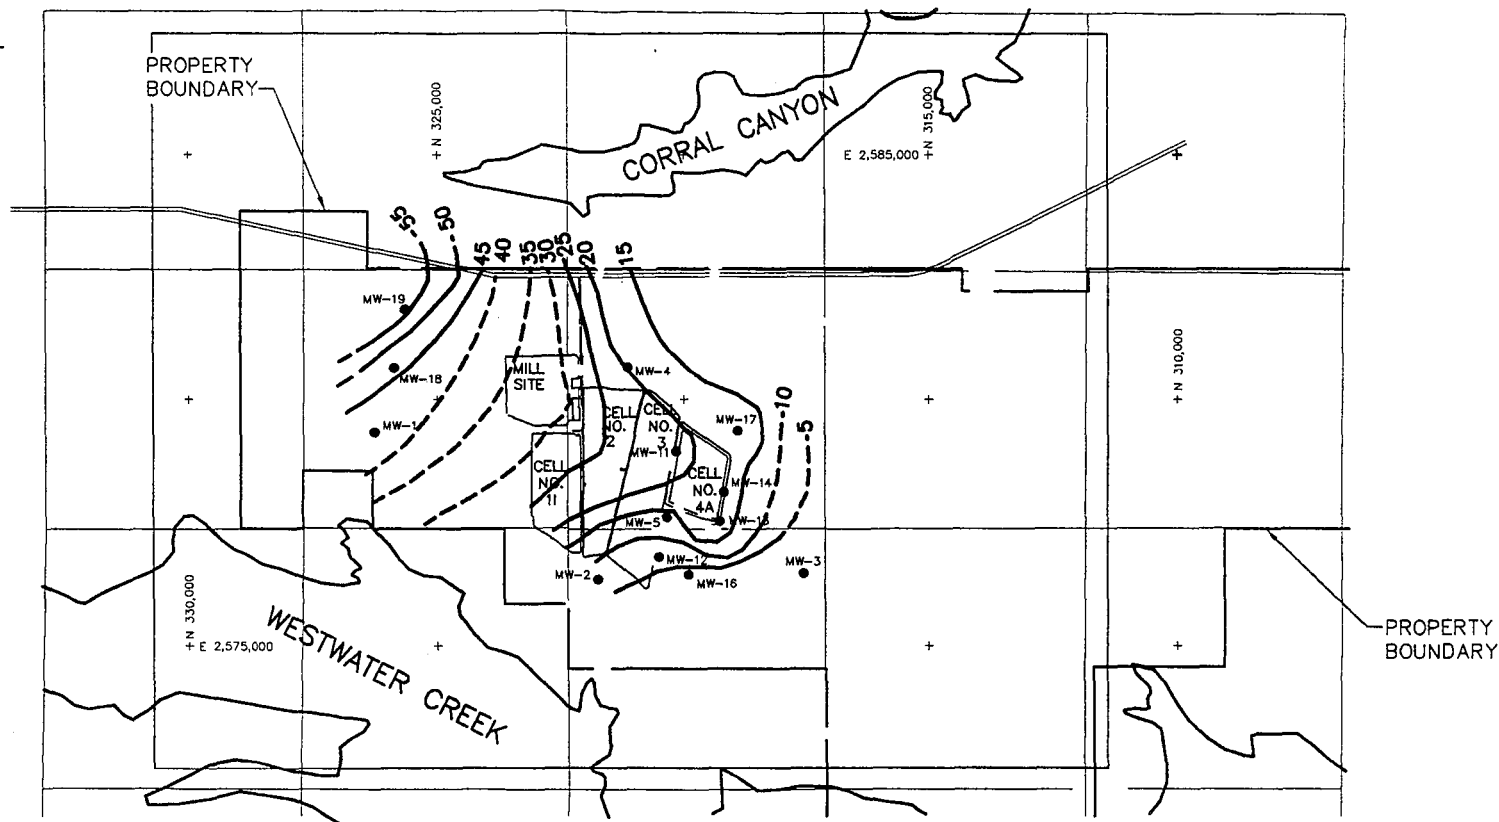 PROPERTY
BOUNDARY
N 325,000
CORRAL CANYON
N 315,000
E 2,585,000
55
50
45
40
35
30
25
20
15
MW-19
MW-18
MW-1
MILL
SITE
MW-4
N 310,000
CELL
NO.
2
CELL
NO.
3
MW-17
10
5
MW-11
CELL
NO.
1I
CELL
NO.
4A
MW-14
MW-5
MW-12
MW-2
MW-16
MW-3
N 330,000
E 2,575,000
WESTWATER CREEK
PROPERTY
BOUNDARY